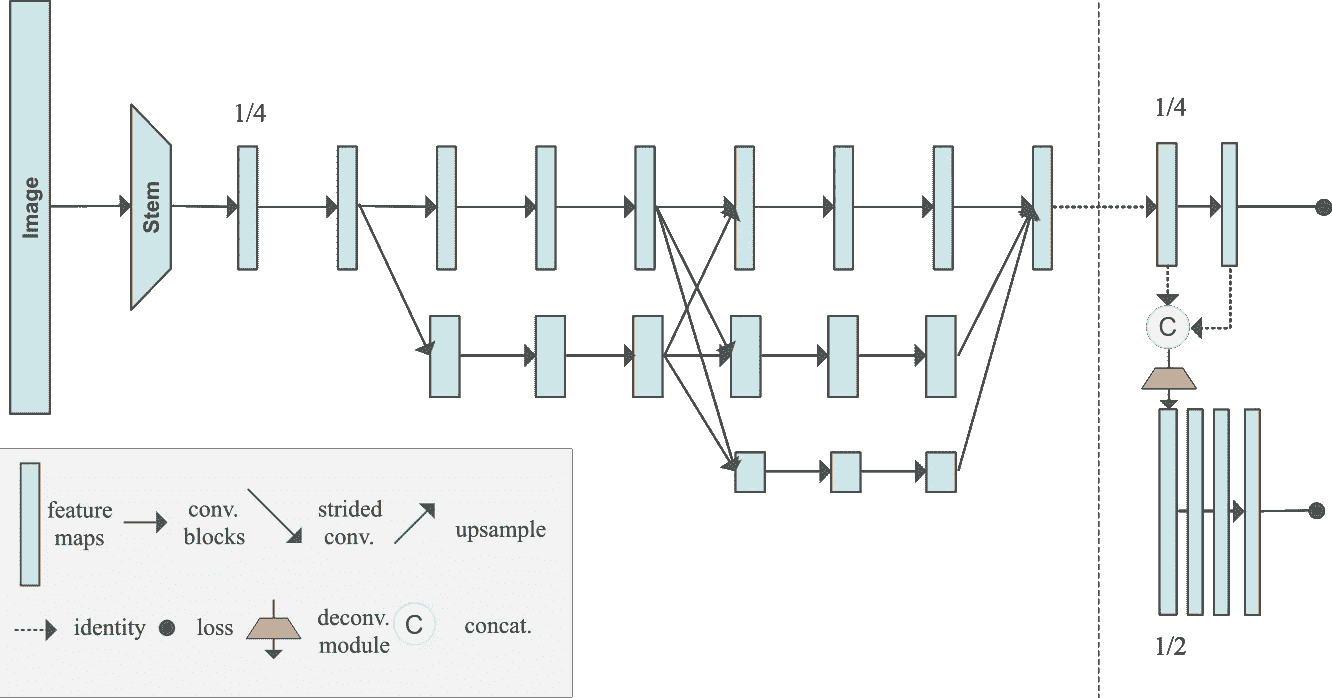 Image
Stem
1/4
1/4
C
1/2
feature
maps
conv.
blocks
strided
conv.
upsample
identity
loss
deconv.
module
C
concat.